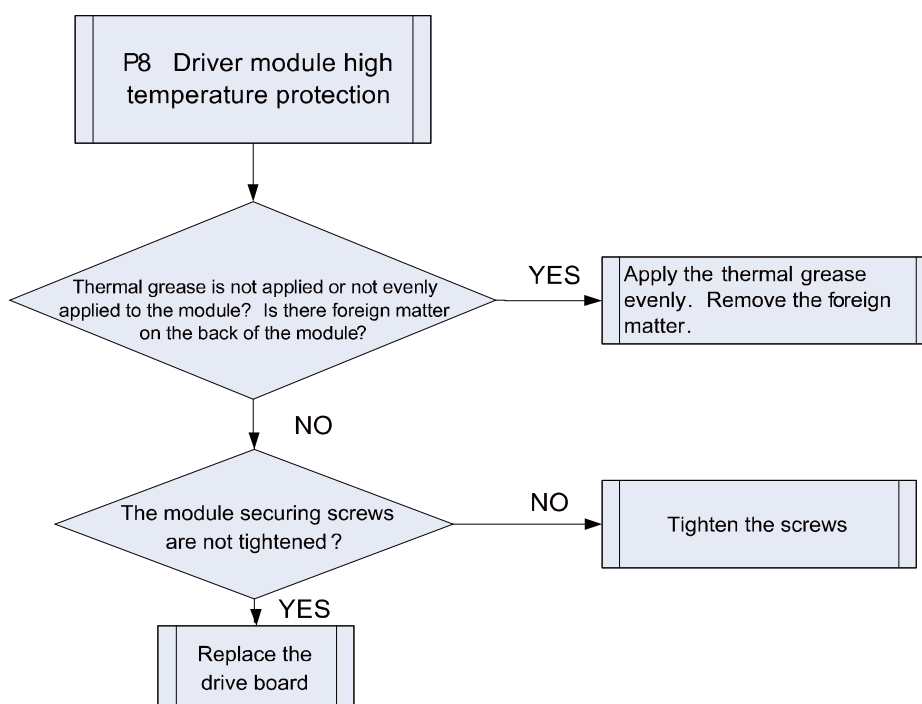 P8 Driver module high
temperature protection
Thermal grease is not applied or not evenly
applied to the module? Is there foreign matter
on the back of the module?
YES
Apply the thermal grease
evenly. Remove the foreign
matter.
NO
The module securing screws
are not tightened?
NO
Tighten the screws
YES
Replace the
drive board